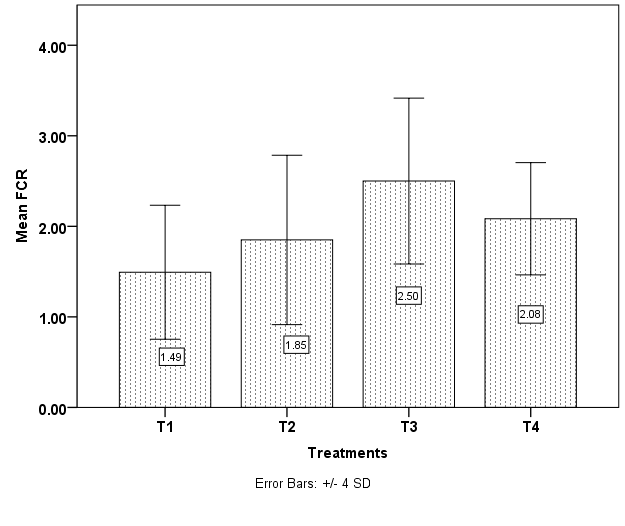 4.00
3.00
2.00
1.00
0.00
Mean FCR
1.49
1.85
2.50
2.08
T1 T2 T3 T4
Treatments
Error Bars: +/- 4 SD